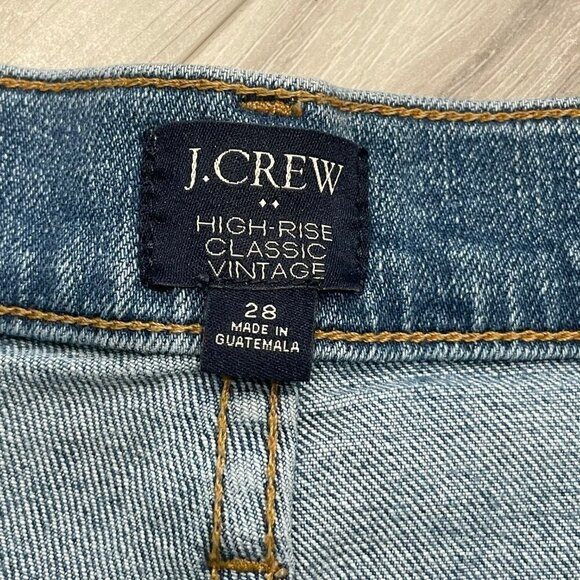 J.CREW
HIGH-RISE
CLASSIC
VINTAGE
28
MADE IN
GUATEMALA